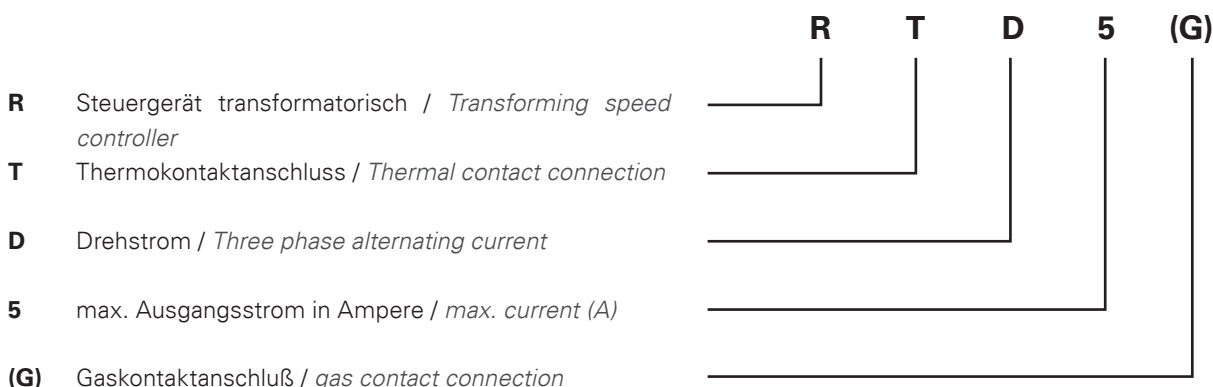 R T D 5 (G)
R Steuergerät transformatorisch / Transforming speed
controller
T Thermokontaktanschluss / Thermal contact connection
D Drehstrom / Three phase alternating current
5 max. Ausgangsstrom in Ampere / max. current (A)
(G) Gaskontaktanschluß / gas contact connection